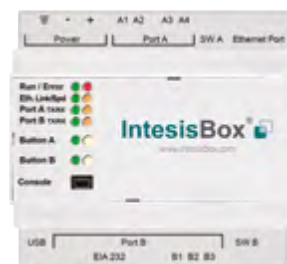 - +
A1 A2 A3 A4
Power Port A SW A Ethernet Port
Run / Error
Eth. Link/Spd
Port A TX/RX
Port B TX/RX
Button A
Button B
Console
IntesisBox®
www.intesisbox.com
USB Port B SW B
EIA 232 B1 B2 B3